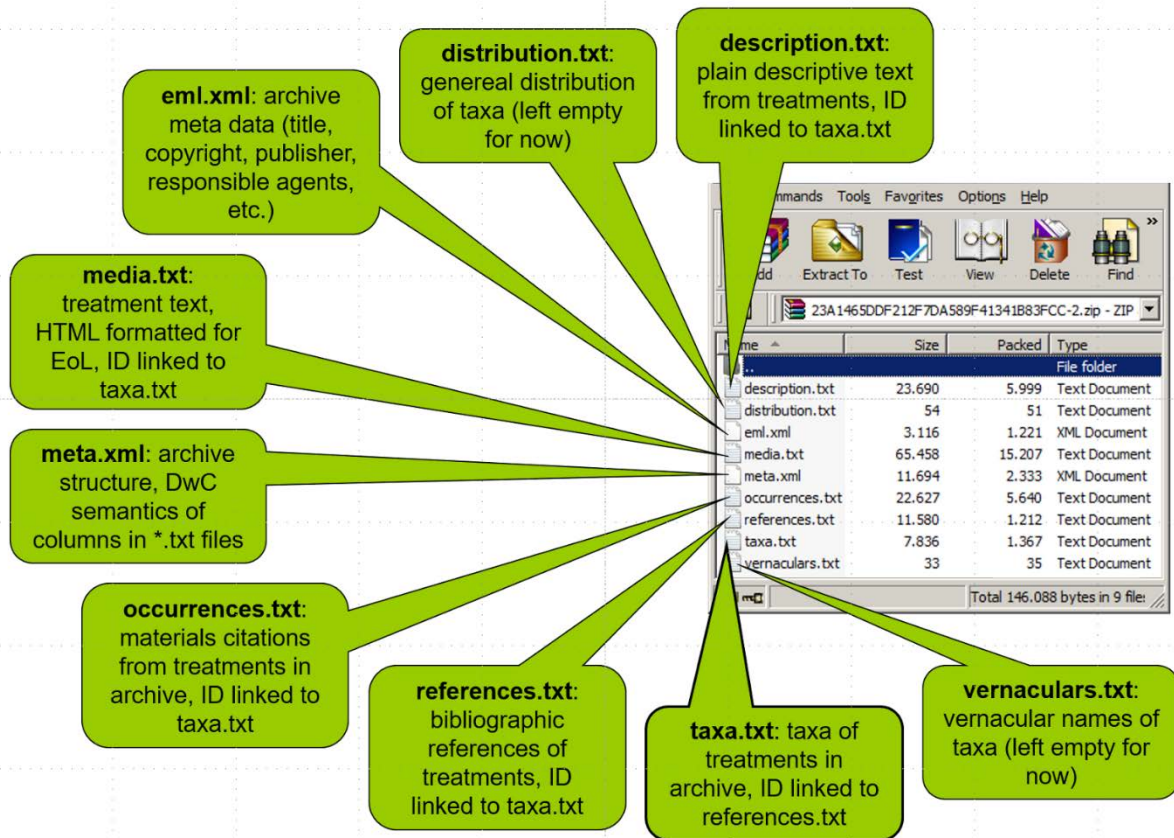 distribution.txt:
genereal distribution
of taxa (left empty
for now)
description.txt:
plain descriptive text
from treatments, ID
linked to taxa.txt
eml.xml: archive
meta data (title,
copyright, publisher,
responsible agents,
etc.)
media.txt:
treatment text,
HTML formatted for
EoL, ID linked to
taxa.txt
meta.xml: archive
structure, DwC
semantics of
columns in *.txt files
occurrences.txt:
materials citations
from treatments in
archive, ID linked to
taxa.txt
references.txt:
bibliographic
references of
treatments, ID
linked to taxa.txt
taxa.txt: taxa of
treatments in
archive, ID linked to
references.txt
vernaculars.txt:
vernacular names of
taxa (left empty for
now)
Tools Favorites Options Help
Extract To Test View Delete Find »
23A1465DDF212F7DA589F41341B83FCC-2.zip - ZIP
Size Packed Type
.. File folder
description.txt 23.690 5.999 Text Document
distribution.txt 54 51 Text Document
eml.xml 3.116 1.221 XML Document
media.txt 65.458 15.207 Text Document
meta.xml 11.694 2.333 XML Document
occurrences.txt 22.627 5.640 Text Document
references.txt 11.580 1.212 Text Document
taxa.txt 7.836 1.367 Text Document
vernaculars.txt 33 35 Text Document
Total 146.088 bytes in 9